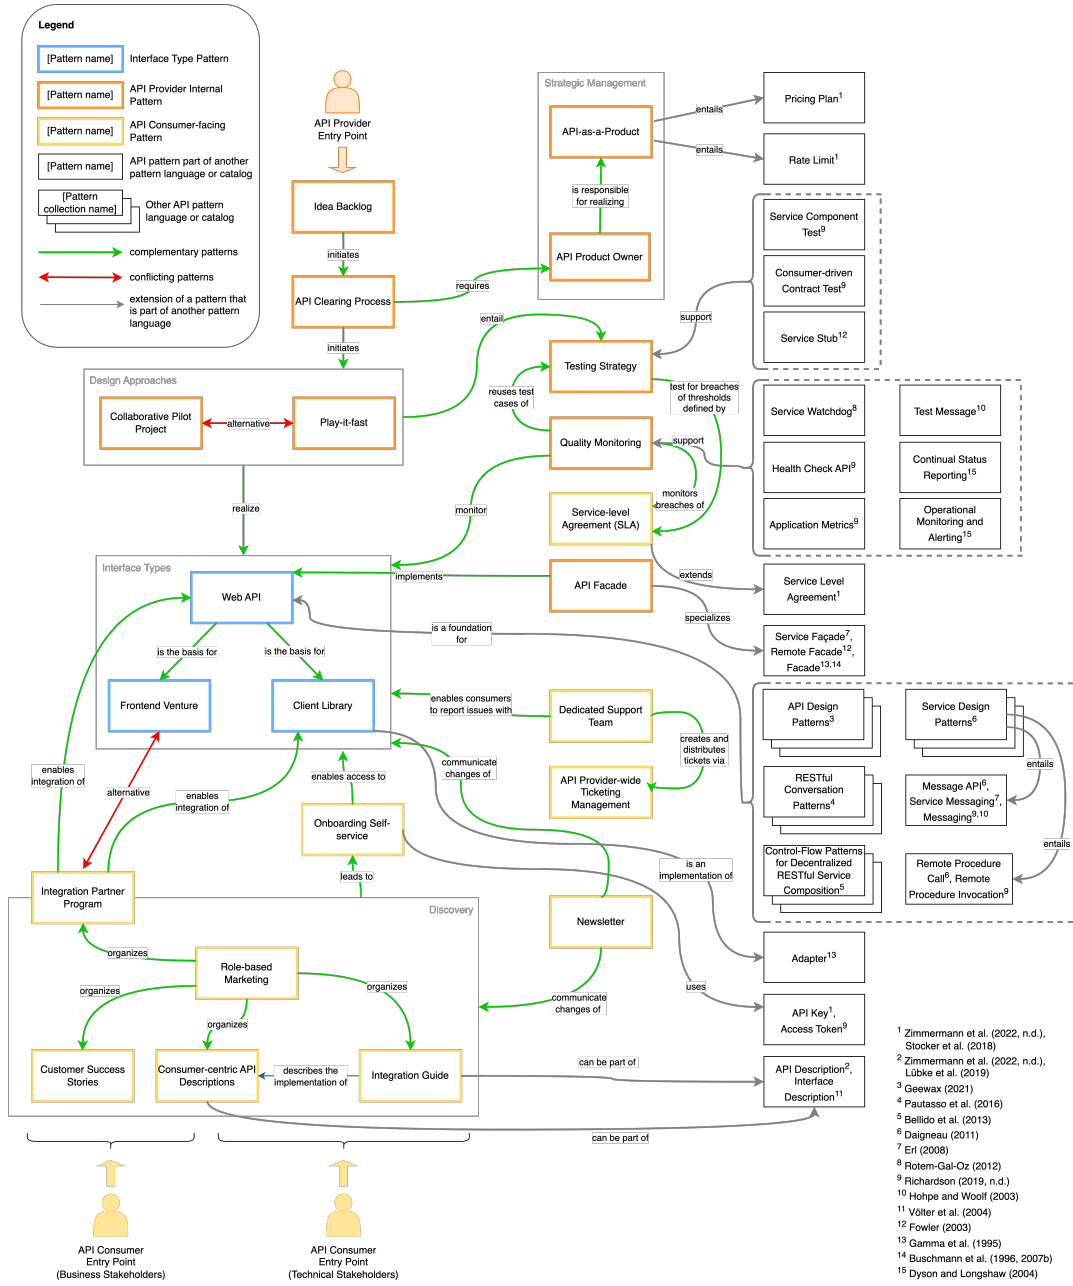 Legend
[Pattern name]
Interface Type Pattern
[Pattern name]
API Provider Internal
Pattern
[Pattern name]
API Consumer-facing
Pattern
[Pattern name]
API pattern part of another
pattern language or catalog
[Pattern
collection name]
Other API pattern
language or catalog
complementary patterns
conflicting patterns
extension of a pattern that
is part of another pattern
language
API Provider
Entry Point
Idea Backlog
initiates
API Clearing Process
requires
initiates
Strategic Management
API-as-a-Product
is responsible
for realizing
API Product Owner
entails
entails
Pricing Plan1
Rate Limit1
Service Component
Test9
Consumer-driven
Contract Test9
Service Stub12
support
entail
Design Approaches
Collaborative Pilot
Project
alternative
Play-it-fast
Testing Strategy
reuses test
cases of
test for breaches
of thresholds
defined by
Quality Monitoring
support
monitors
breaches of
Service Watchdog8
Test Message10
Health Check API9
Continual Status
Reporting15
Application Metrics9
Operational
Monitoring and
Alerting15
realize
monitor
Service-level
Agreement (SLA)
API Facade
implements
extends
specializes
Service Level
Agreement1
Service Façade7,
Remote Facade12,
Facade13,14
Interface Types
Web API
is the basis for
is the basis for
is a foundation
for
Frontend Venture
Client Library
enables consumers
to report issues with
Dedicated Support
Team
creates and
distributes
tickets via
API Provider-wide
Ticketing
Management
API Design
Patterns3
Service Design
Patterns6
entails
RESTful
Conversation
Patterns4
Message API6,
Service Messaging7,
Messaging9,10
entails
Control-Flow Patterns
for Decentralized
RESTful Service
Composition5
Remote Procedure
Call6, Remote
Procedure Invocation9
enables
integration of
alternative
enables
integration of
enables access to
communicate
changes of
Onboarding Self-
service
leads to
is an
implementation of
Integration Partner
Program
Discovery
Newsletter
Adapter13
organizes
Role-based
Marketing
organizes
organizes
organizes
uses
communicate
changes of
API Key1,
Access Token9
Customer Success
Stories
Consumer-centric API
Descriptions
describes the
implementation of
Integration Guide
can be part of
API Description2,
Interface
Description11
can be part of
API Consumer
Entry Point
(Business Stakeholders)
API Consumer
Entry Point
(Technical Stakeholders)
1 Zimmermann et al. (2022, n.d.),
Stocker et al. (2018)
2 Zimmermann et al. (2022, n.d.),
Lübke et al. (2019)
3 Geewax (2021)
4 Pautasso et al. (2016)
5 Bellido et al. (2013)
6 Daigneau (2011)
7 Erl (2008)
8 Rotem-Gal-Oz (2012)
9 Richardson (2019, n.d.)
10 Hohpe and Woolf (2003)
11 Völter et al. (2004)
12 Fowler (2003)
13 Gamma et al. (1995)
14 Buschmann et al. (1996, 2007b)
15 Dyson and Longshaw (2004)